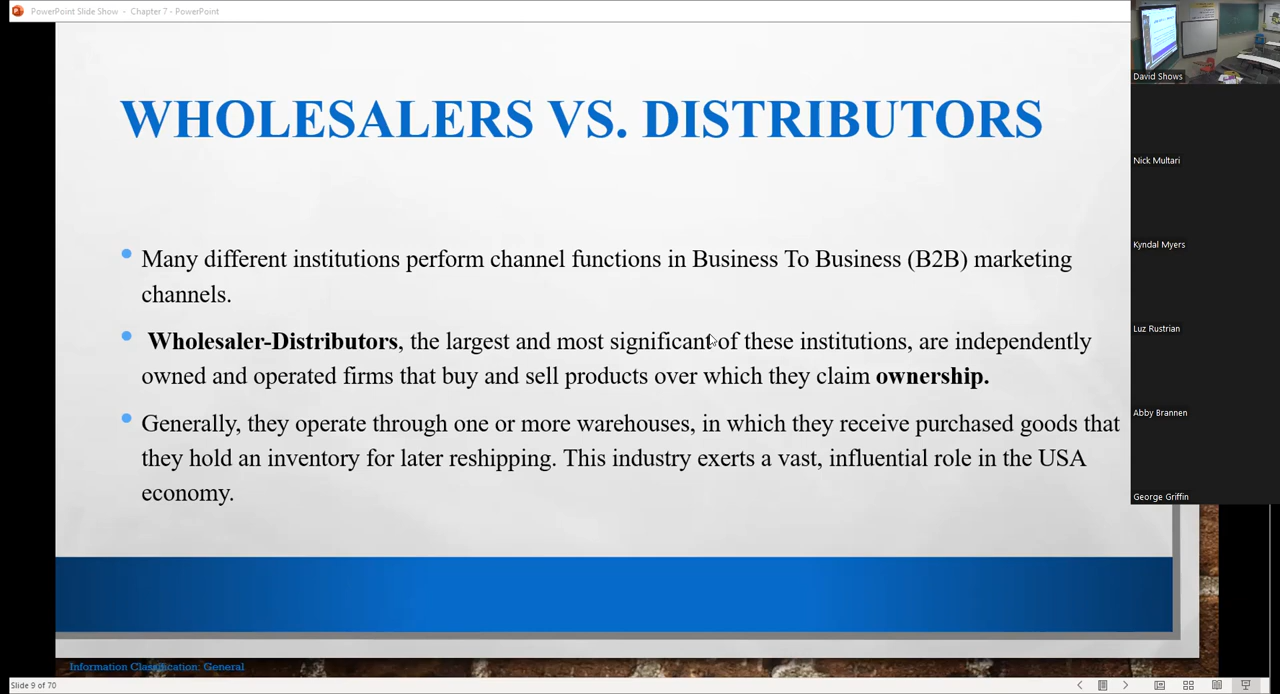 PowerPoint Slide Show - Chapter 7 - PowerPoint
WHOLESALERS VS. DISTRIBUTORS
Many different institutions perform channel functions in Business To Business (B2B) marketing
channels.
Wholesaler-Distributors, the largest and most significant of these institutions, are independently
owned and operated firms that buy and sell products over which they claim ownership.
Generally, they operate through one or more warehouses, in which they receive purchased goods that
they hold an inventory for later reshipping. This industry exerts a vast, influential role in the USA
economy.
Information Classification: General
Slide 9 of 70
David Shows
Nick Multari
Kyndal Myers
Luz Rustrian
Abby Brannen
George Griffin